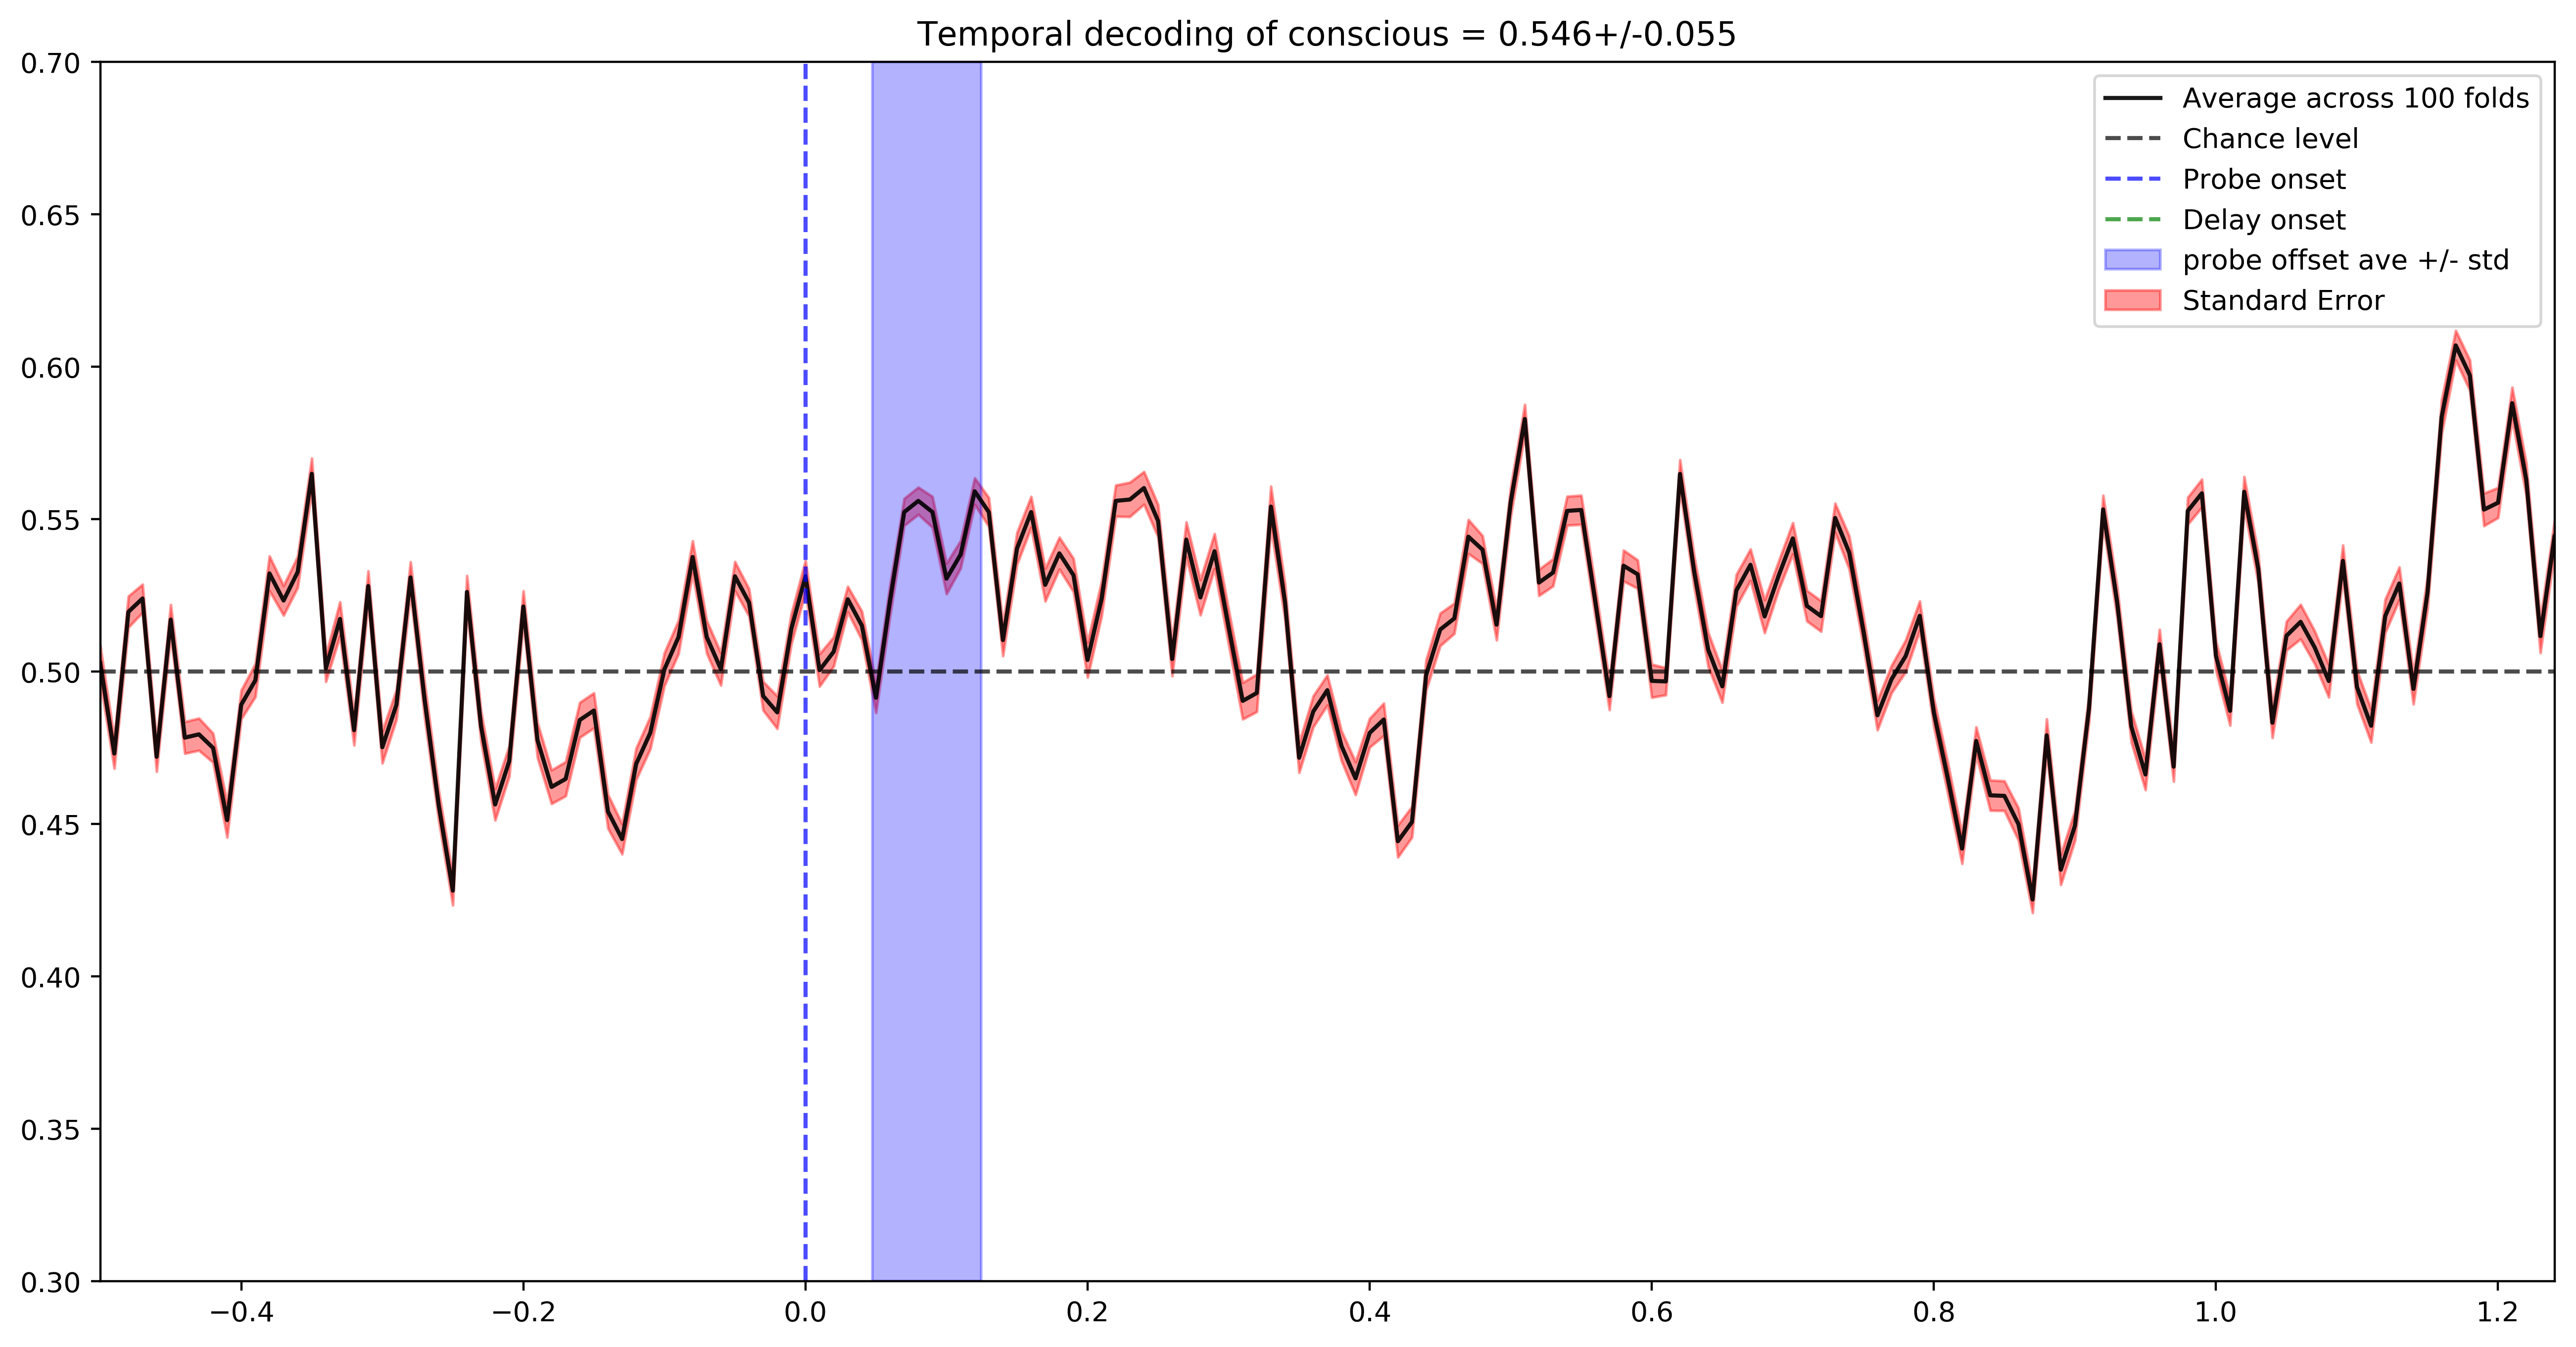 Temporal decoding of conscious = 0.546+/-0.055
0.70
0.65
0.60
0.55
0.50
0.45
0.40
0.35
0.30
Average across 100 folds
Chance level
Probe onset
Delay onset
probe offset ave +/- std
Standard Error
−0.4 −0.2 0.0 0.2 0.4 0.6 0.8 1.0 1.2